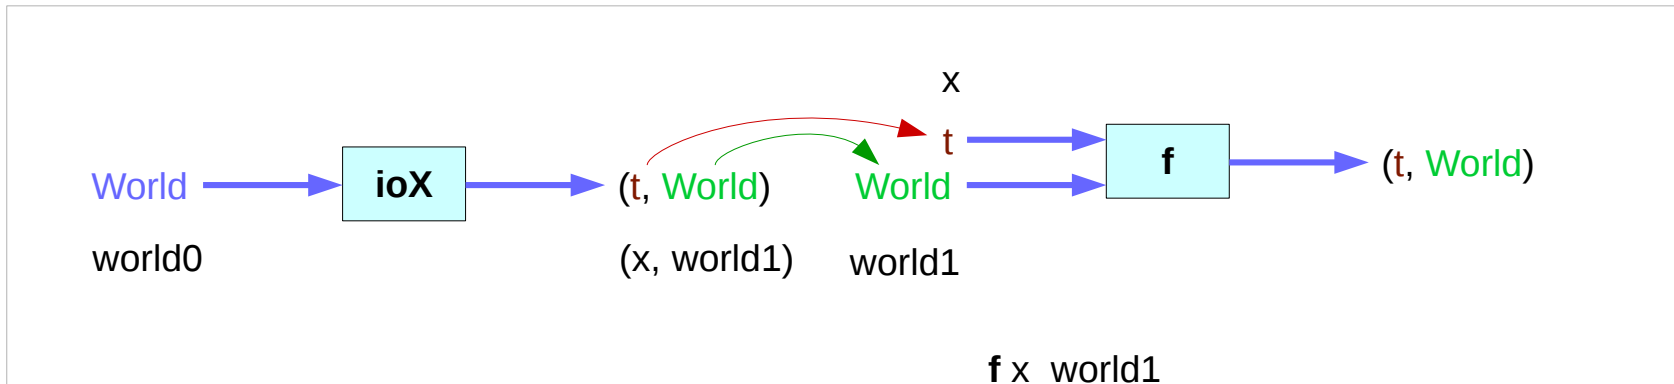 x
t
World ioX (t, World) World f (t, World)
world0 (x, world1) world1
f x world1